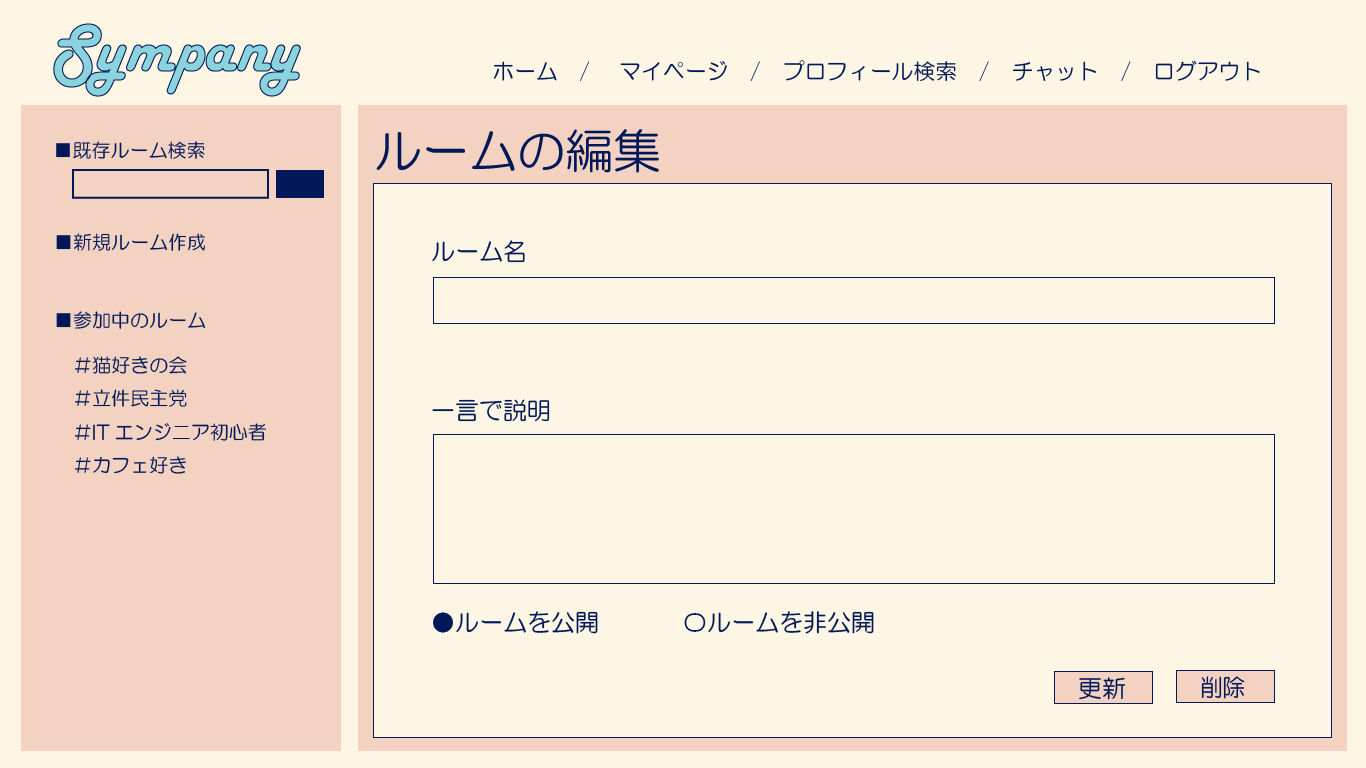 Sympany
ホーム / マイページ / プロフィール検索 / チャット / ログアウト
■既存ルーム検索
■新規ルーム作成
■参加中のルーム
#猫好きの会
#立件民主党
#IT エンジニア初心者
#カフェ好き
ルームの編集
ルーム名
一言で説明
●ルームを公開 ○ルームを非公開
更新 削除